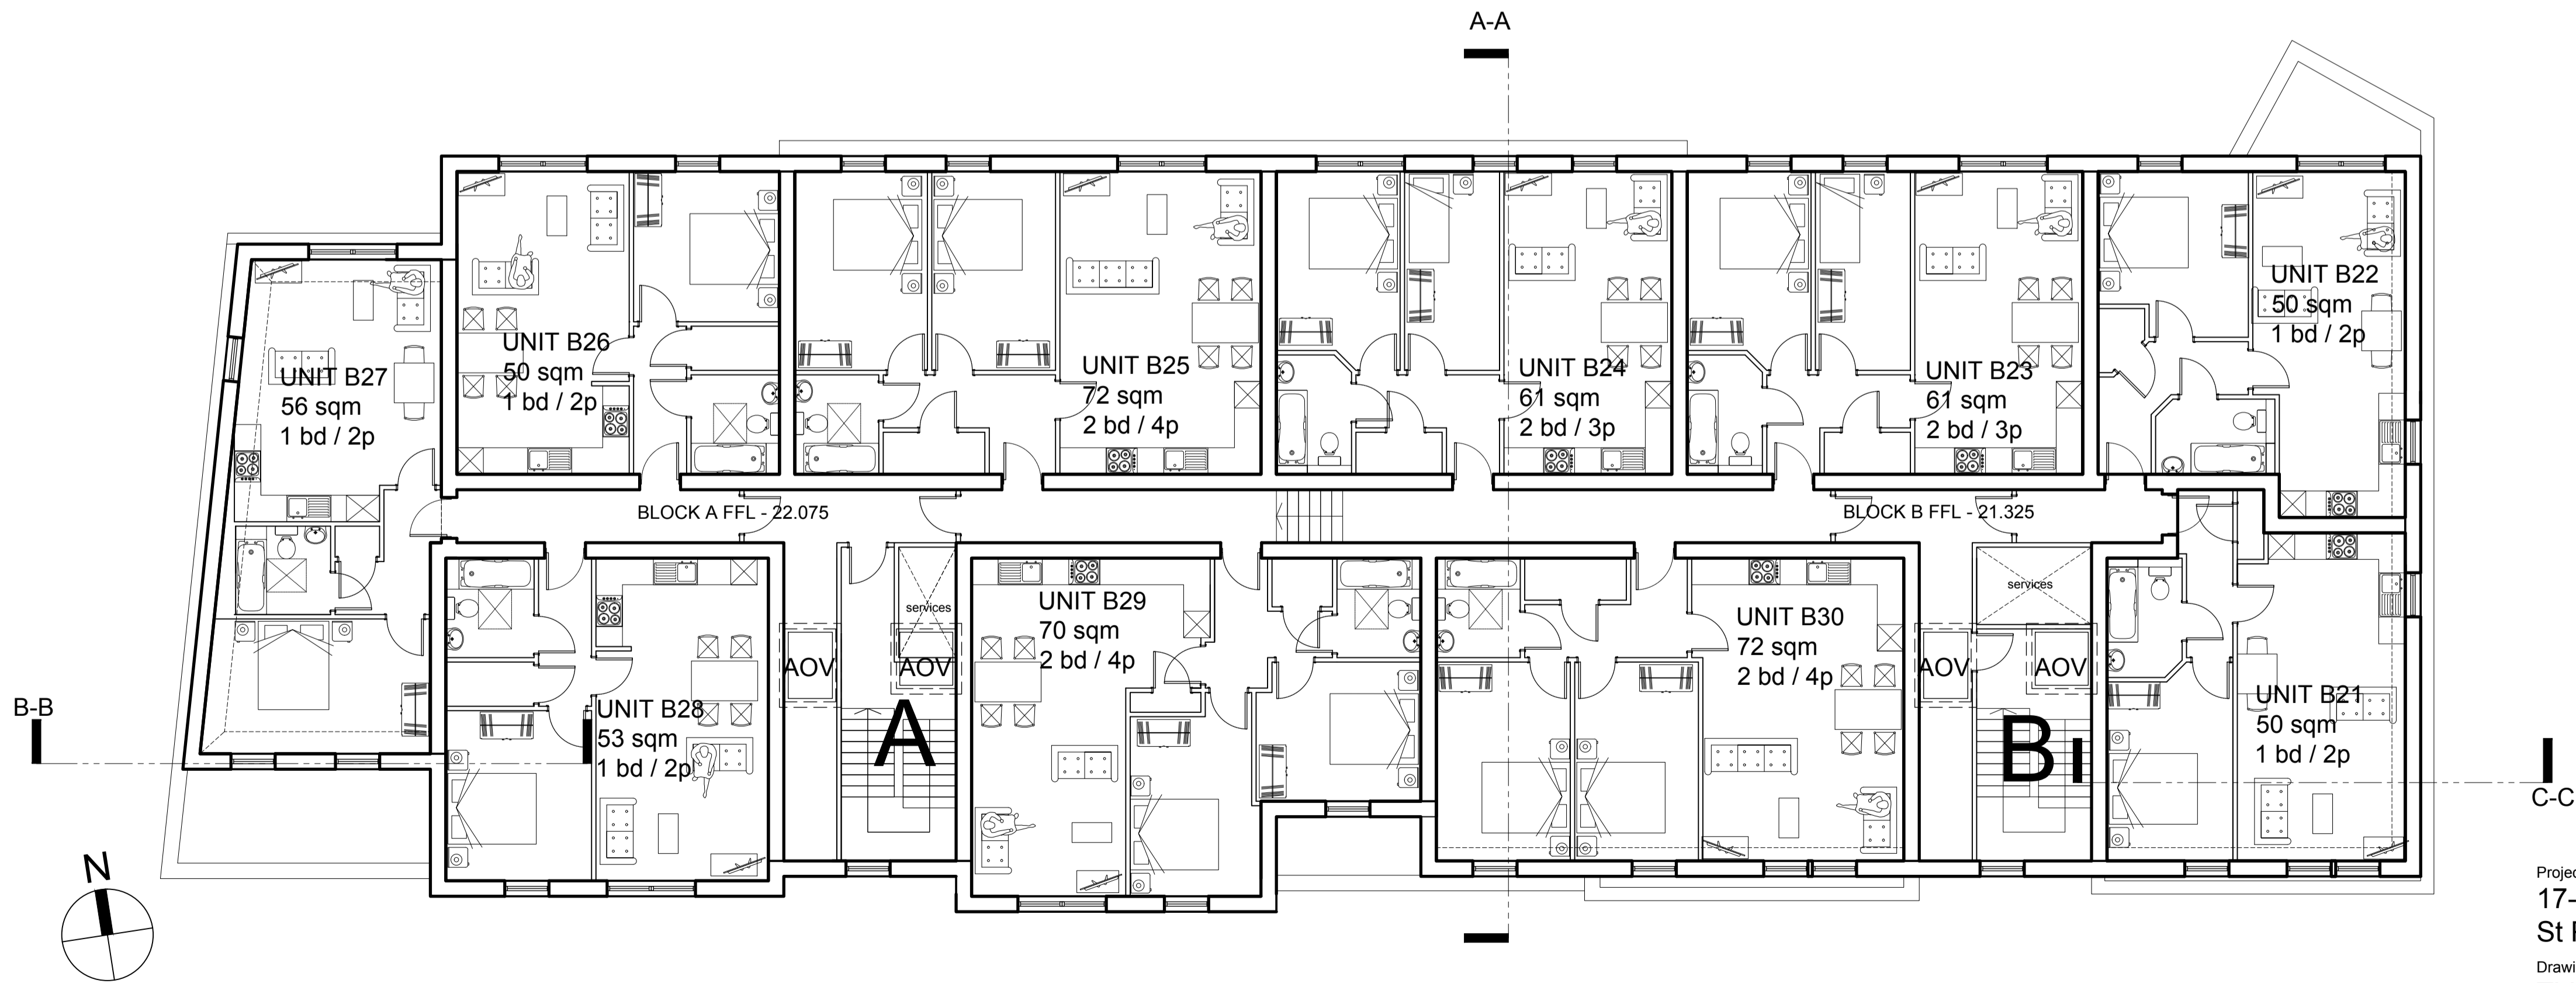 A-A
UNIT B27
56 sqm
1 bd / 2p
UNIT B26
50 sqm
1 bd / 2p
UNIT B25
72 sqm
2 bd / 4p
UNIT B24
61 sqm
2 bd / 3p
UNIT B23
61 sqm
2 bd / 3p
UNIT B22
50 sqm
1 bd / 2p
BLOCK A FFL - 22.075
BLOCK B FFL - 21.325
UNIT B28
53 sqm
1 bd / 2p
AOV
services
AOV
A
UNIT B29
70 sqm
2 bd / 4p
UNIT B30
72 sqm
2 bd / 4p
AOV
services
AOV
B
UNIT B21
50 sqm
1 bd / 2p
B-B
C-C
N
Projec
17-
St
Drawi